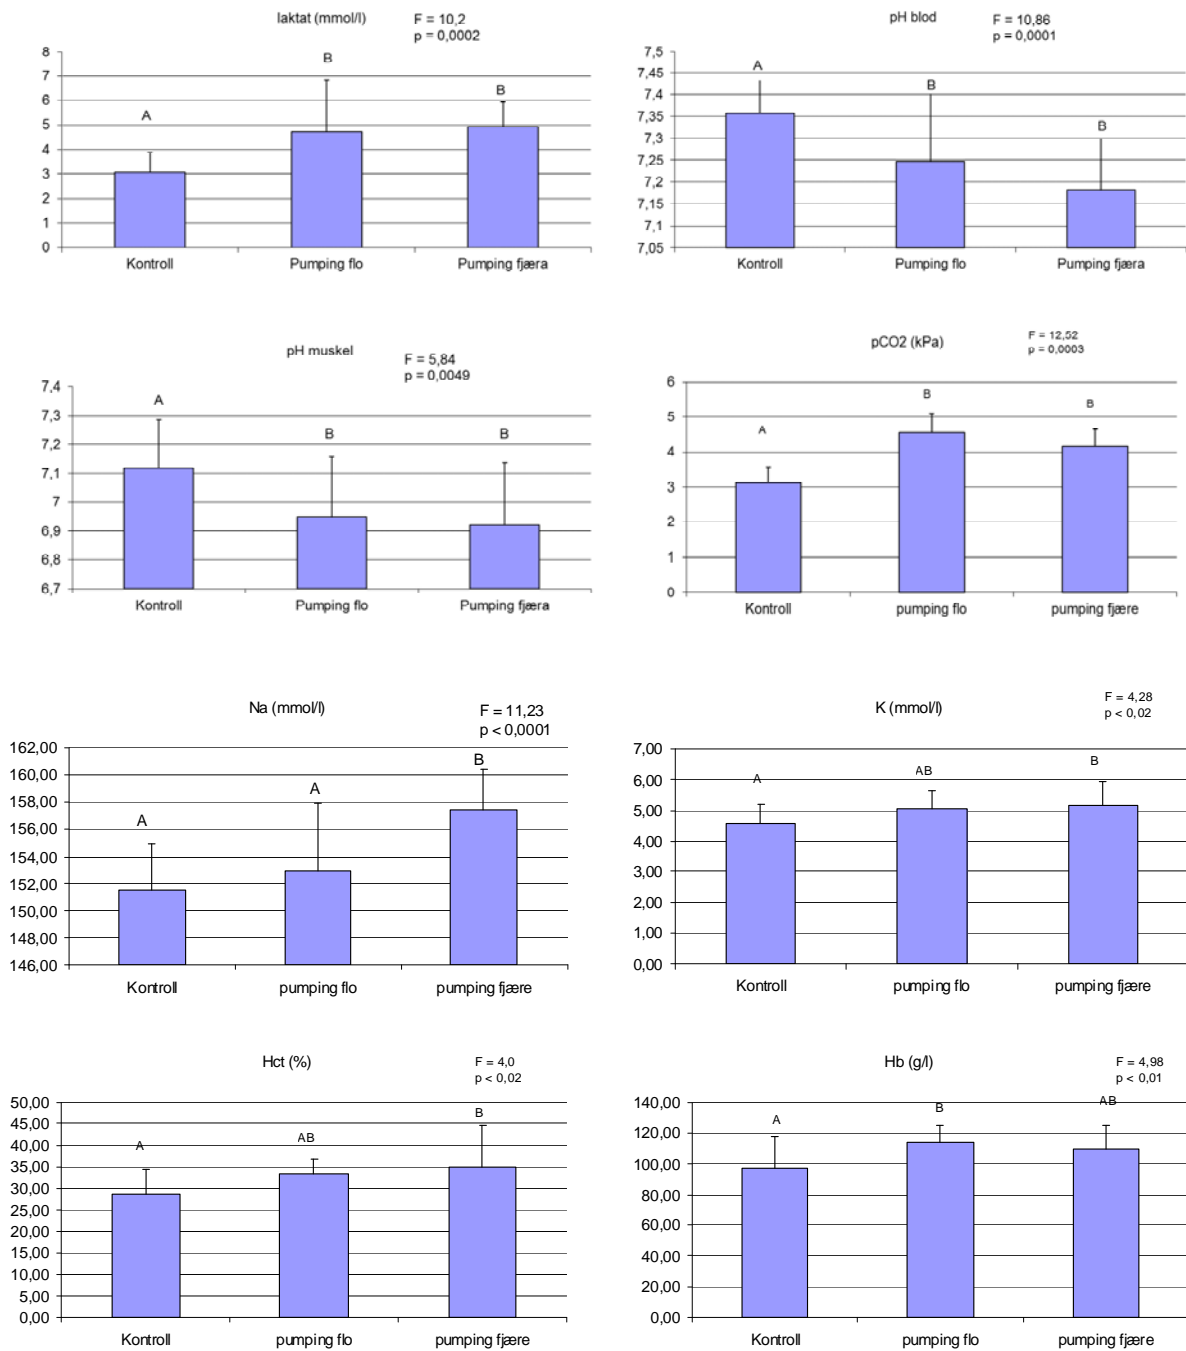 laktat (mmol/l)
F = 10,2
p = 0,0002
8
7
6
5
4
3
2
1
0
A
B
B
Kontroll
Pumping flo
Pumping fjæra
pH blod
F = 10,86
p = 0,0001
7,5
7,45
7,4
7,35
7,3
7,25
7,2
7,15
7,1
7,05
A
B
B
Kontroll
Pumping flo
Pumping fjæra
pH muskel
F = 5,84
p = 0,0049
7,4
7,3
7,2
7,1
7
6,9
6,8
6,7
A
B
B
Kontroll
Pumping flo
Pumping fjæra
pCO2 (kPa)
F = 12,52
p = 0,0003
6
5
4
3
2
1
0
A
B
B
Kontroll
pumping flo
pumping fjære
Na (mmol/l)
F = 11,23
p < 0,0001
162,00
160,00
158,00
156,00
154,00
152,00
150,00
148,00
146,00
A
A
B
Kontroll
pumping flo
pumping fjære
K (mmol/l)
F = 4,28
p < 0,02
7,00
6,00
5,00
4,00
3,00
2,00
1,00
0,00
A
AB
B
Kontroll
pumping flo
pumping fjære
Hct (%)
F = 4,0
p < 0,02
50,00
45,00
40,00
35,00
30,00
25,00
20,00
15,00
10,00
5,00
0,00
A
AB
B
Kontroll
pumping flo
pumping fjære
Hb (g/l)
F = 4,98
p < 0,01
140,00
120,00
100,00
80,00
60,00
40,00
20,00
0,00
A
B
AB
Kontroll
pumping flo
pumping fjære